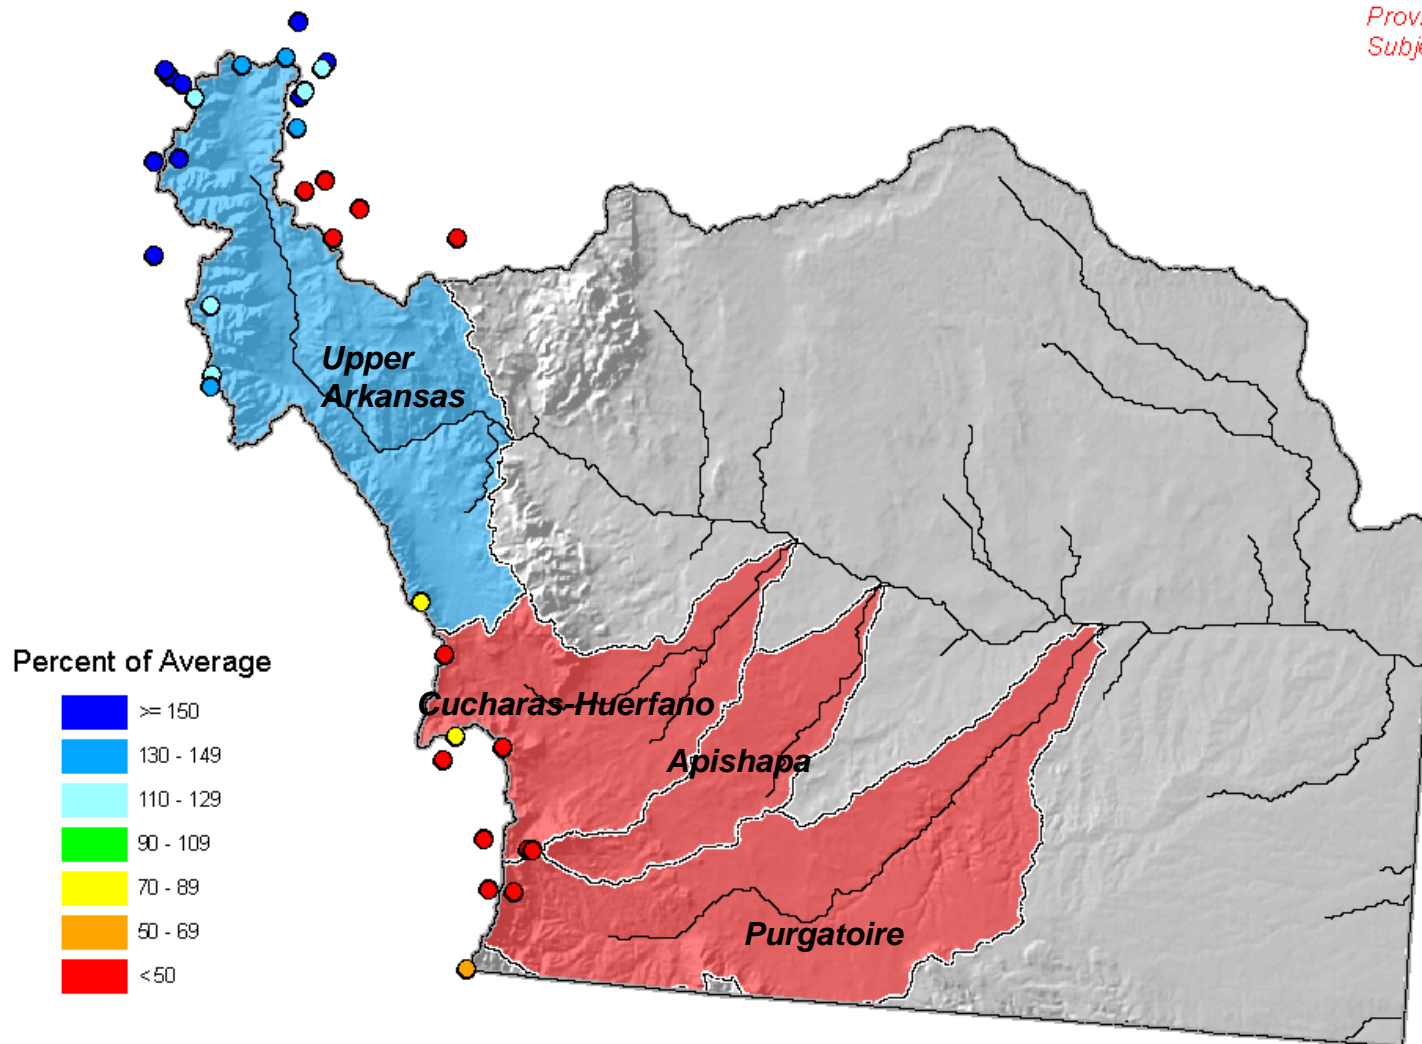 Upper
Arkansas
Cucharas-Huerfano
Apishapa
Purgatoire
Percent of Average
>= 150
130 - 149
110 - 129
90 - 109
70 - 89
50 - 69
<50